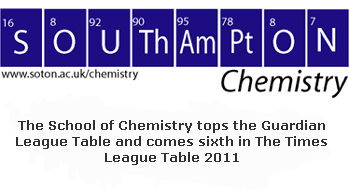 16 8 92 90 95 78 8 7
S O U Th Am Pt O N
www.soton.ac.uk/chemistry
Chemistry
The School of Chemistry tops the Guardian
League Table and comes sixth in The Times
League Table 2011